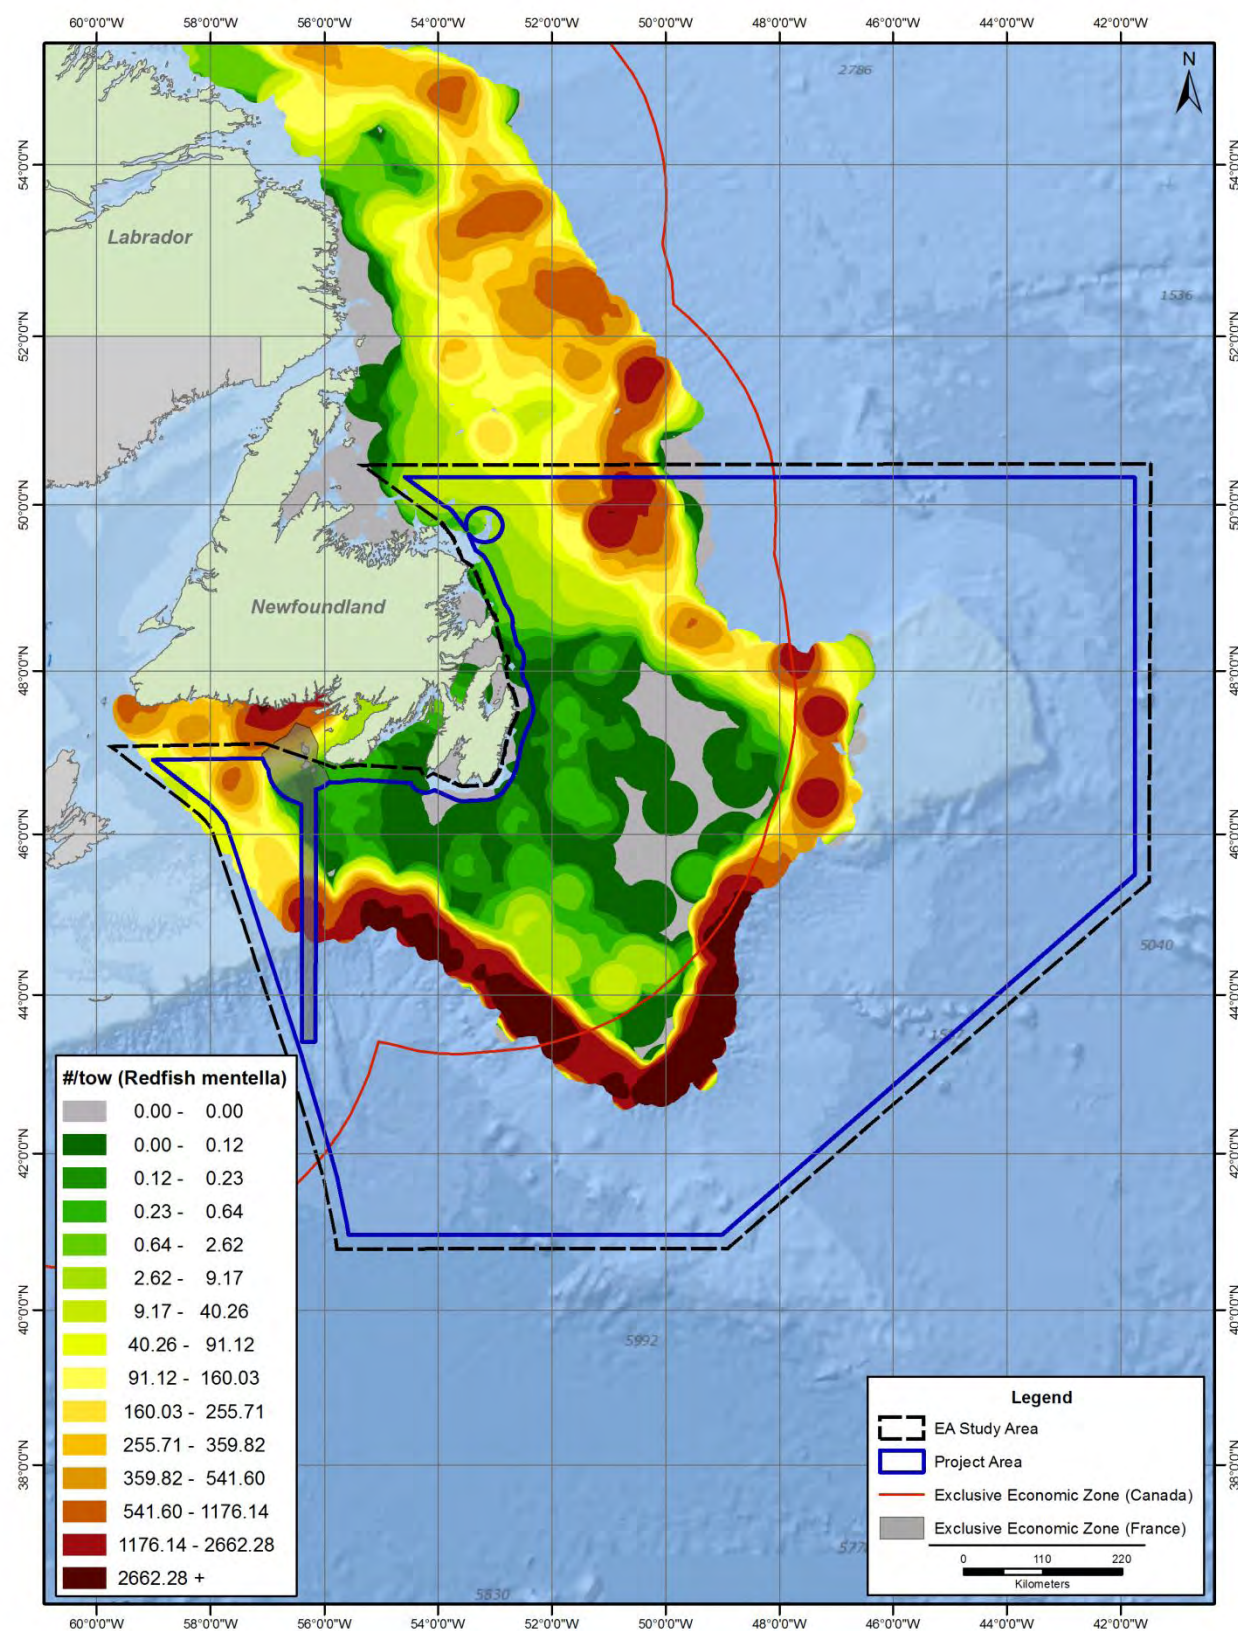 60°0'0"W 58°0'0"W 56°0'0"W 54°0'0"W 52°0'0"W 50°0'0"W 48°0'0"W 46°0'0"W 44°0'0"W 42°0'0"W
N
2786
54°0'0"N 54°0'0"N
Labrador
1536
52°0'0"N 52°0'0"N
50°0'0"N 50°0'0"N
Newfoundland
48°0'0"N 48°0'0"N
46°0'0"N 46°0'0"N
5040
44°0'0"N 44°0'0"N
#/tow (Redfish mentella)
0.00 - 0.00
0.00 - 0.12
0.12 - 0.23
0.23 - 0.64
0.64 - 2.62
2.62 - 9.17
9.17 - 40.26
40.26 - 91.12
91.12 - 160.03
160.03 - 255.71
255.71 - 359.82
359.82 - 541.60
541.60 - 1176.14
1176.14 - 2662.28
2662.28 +
42°0'0"N 42°0'0"N
40°0'0"N 40°0'0"N
5992
38°0'0"N 38°0'0"N
Legend
EA Study Area
Project Area
Exclusive Economic Zone (Canada)
Exclusive Economic Zone (France)
0 110 220
Kilometers
5830
60°0'0"W 58°0'0"W 56°0'0"W 54°0'0"W 52°0'0"W 50°0'0"W 48°0'0"W 46°0'0"W 44°0'0"W 42°0'0"W